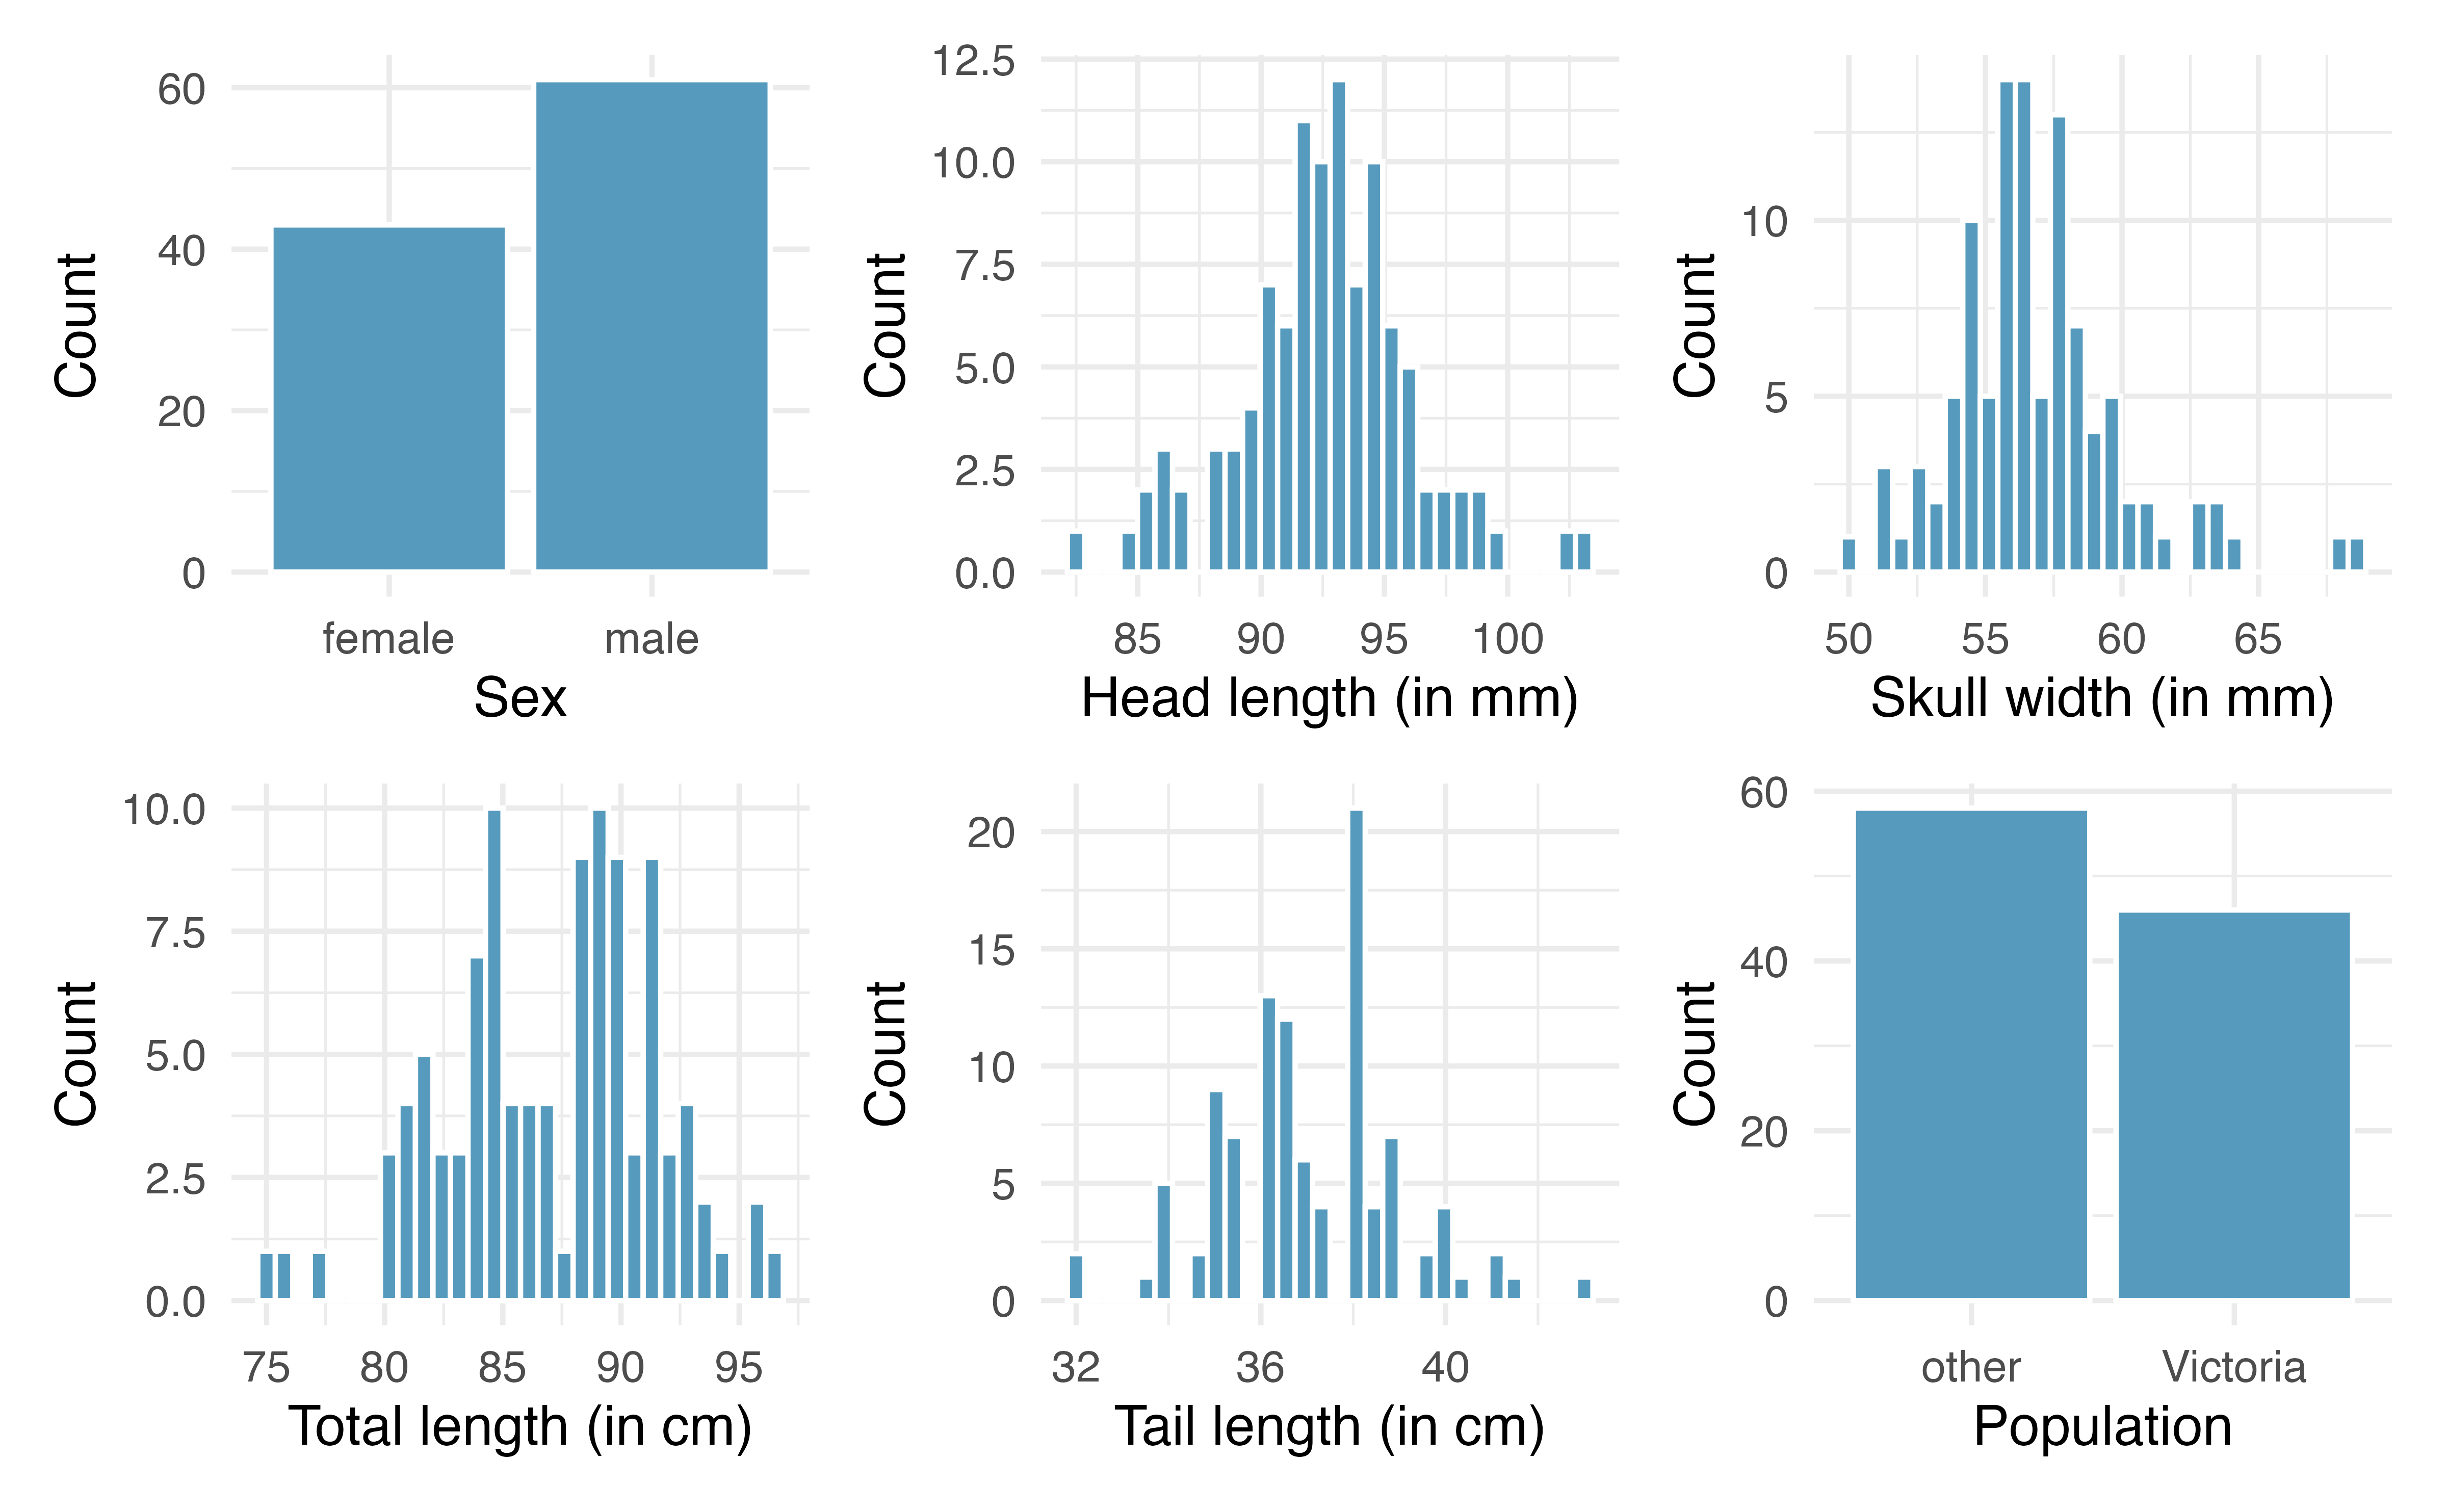 60
40
20
0
Count
female male
Sex
12.5
10.0
7.5
5.0
2.5
0.0
Count
85 90 95 100
Head length (in mm)
10
5
0
Count
50 55 60 65
Skull width (in mm)
10.0
7.5
5.0
2.5
0.0
Count
75 80 85 90 95
Total length (in cm)
20
15
10
5
0
Count
32 36 40
Tail length (in cm)
60
40
20
0
Count
other Victoria
Population